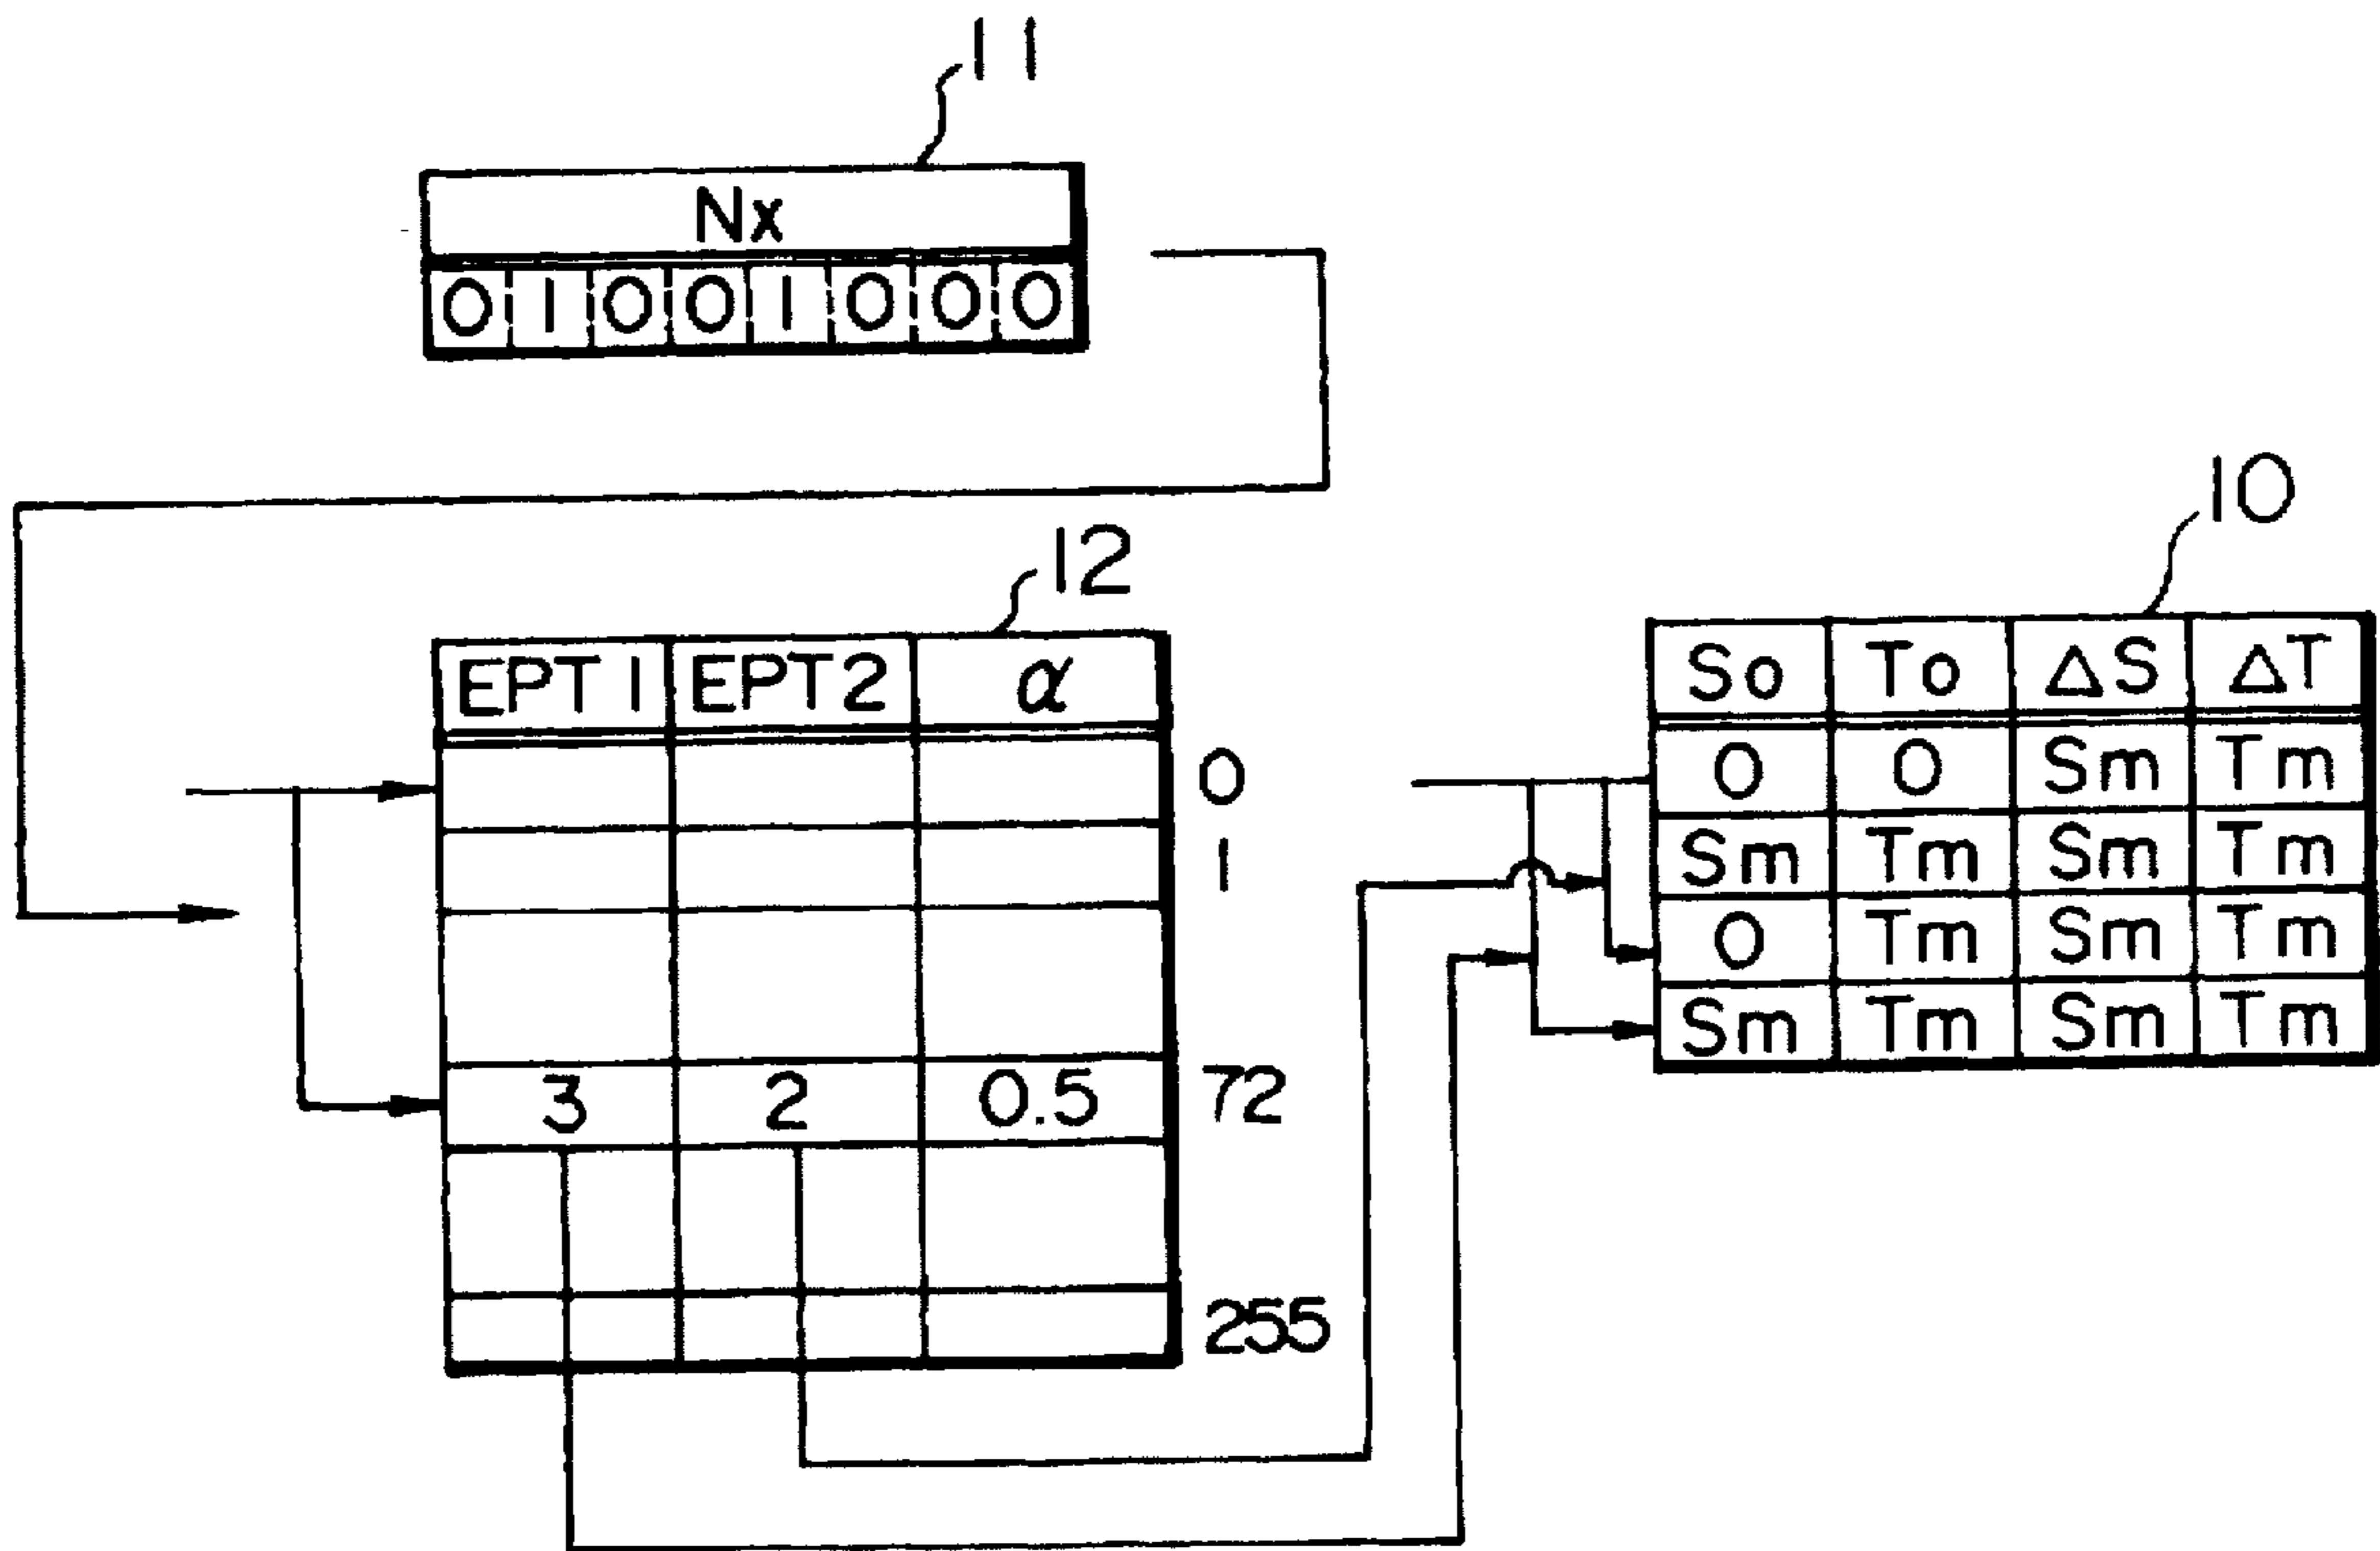 11
Nx
0 1 0 0 1 0 0 0
12
10
EPT1 EPT2 α
So To ΔS ΔT
0
0 0 Sm Tm
1
Sm Tm Sm Tm
0 Tm Sm Tm
Sm Tm Sm Tm
3 2 0.5 72
255